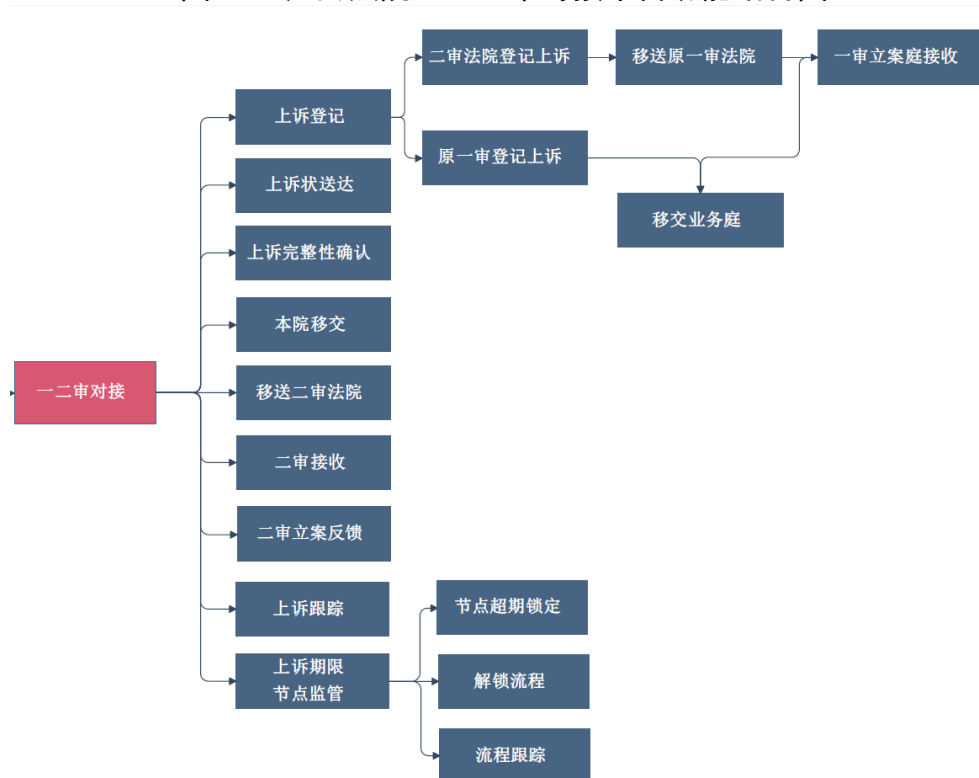 二审法院登记上诉
移送原一审法院
一审立案庭接收
上诉登记
原一审登记上诉
上诉状送达
移交业务庭
上诉完整性确认
本院移交
一二审对接
移送二审法院
二审接收
二审立案反馈
上诉跟踪
节点超期锁定
上诉期限
节点监管
解锁流程
流程跟踪